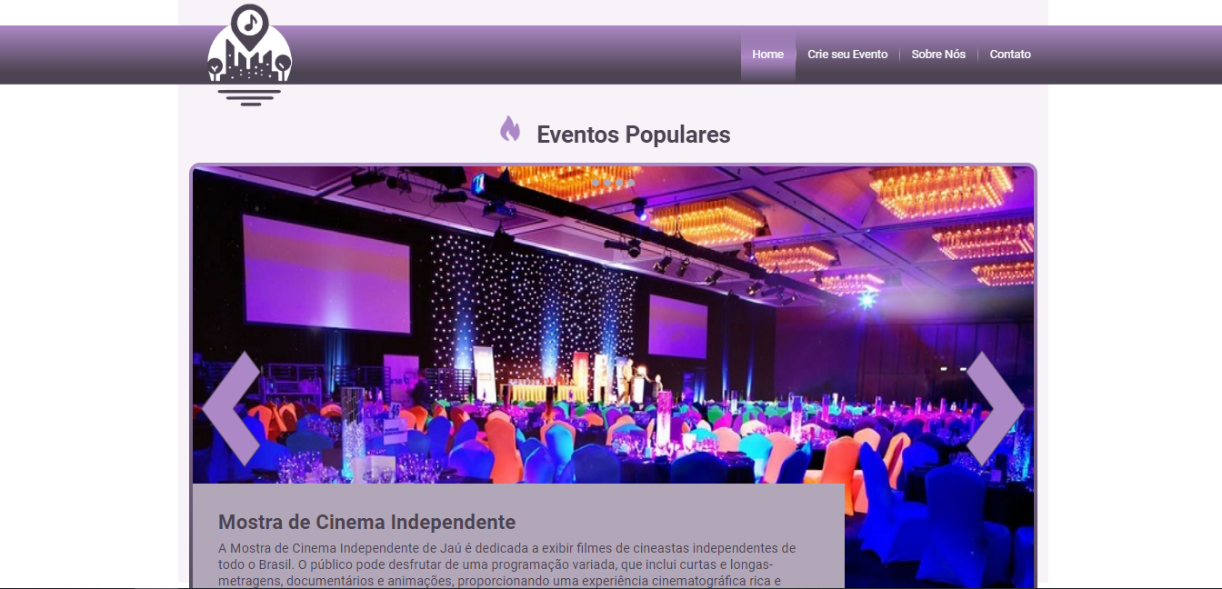 Home
Crie seu Evento
Sobre Nós
Contato
Eventos Populares
Mostra de Cinema Independente
A Mostra de Cinema Independente de Jaú é dedicada a exibir filmes de cineastas independentes de
todo o Brasil. O público pode desfrutar de uma programação variada, que inclui curtas e longas-
metragens, documentários e animações, proporcionando uma experiência cinematográfica rica e